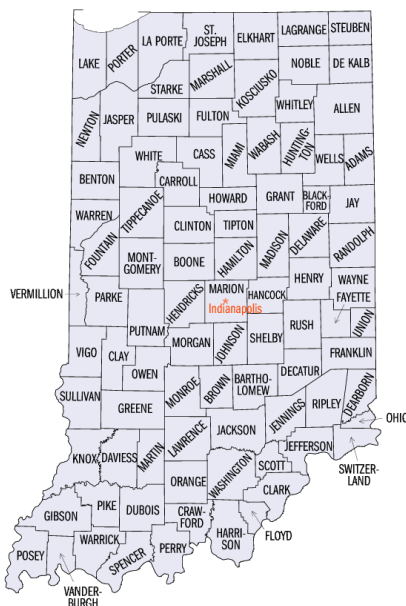 LAKE
PORTER
LA PORTE
ST.
JOSEPH
ELKHART
LAGRANGE
STEUBEN
NOBLE
DE KALB
MARSHALL
STARKE
KOSCIUSKO
WHITLEY
ALLEN
NEWTON
JASPER
PULASKI
FULTON
MIAMI
WABASH
HUNTING-
TON
WELLS
ADAMS
WHITE
CASS
BENTON
CARROLL
HOWARD
GRANT
BLACK-
FORD
JAY
WARREN
TIPPECANOE
CLINTON
TIPTON
MADISON
DELAWARE
RANDOLPH
FOUNTAIN
MONT-
GOMERY
BOONE
HAMILTON
HENRY
WAYNE
FAYETTE
VERMILLION
PARKE
HENDRICKS
MARION
Indianapolis
HANCOCK
RUSH
UNION
PUTNAM
MORGAN
JOHNSON
SHELBY
FRANKLIN
VIGO
CLAY
OWEN
DECATUR
SULLIVAN
GREENE
MONROE
BROWN
BARTHO-
LOMEW
JENNINGS
RIPLEY
DEARBORN
OHIO
KNOX
DAVIESS
MARTIN
LAWRENCE
JACKSON
JEFFERSON
SWITZER-
LAND
SCOTT
ORANGE
WASHINGTON
CLARK
GIBSON
PIKE
DUBOIS
CRAW-
FORD
HARRI-
SON
FLOYD
POSEY
WARRICK
SPENCER
PERRY
VANDER-
BURGH